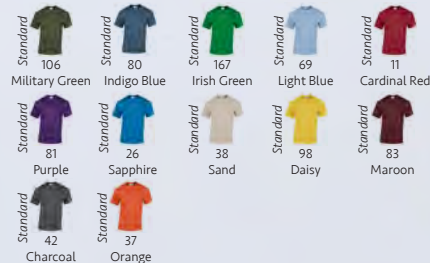 Standard Standard Standard Standard Standard
106 80 167 69 11
Military Green Indigo Blue Irish Green Light Blue Cardinal Red
Standard Standard Standard Standard Standard
81 26 38 98 83
Purple Sapphire Sand Daisy Maroon
Standard Standard
42 37
Charcoal Orange